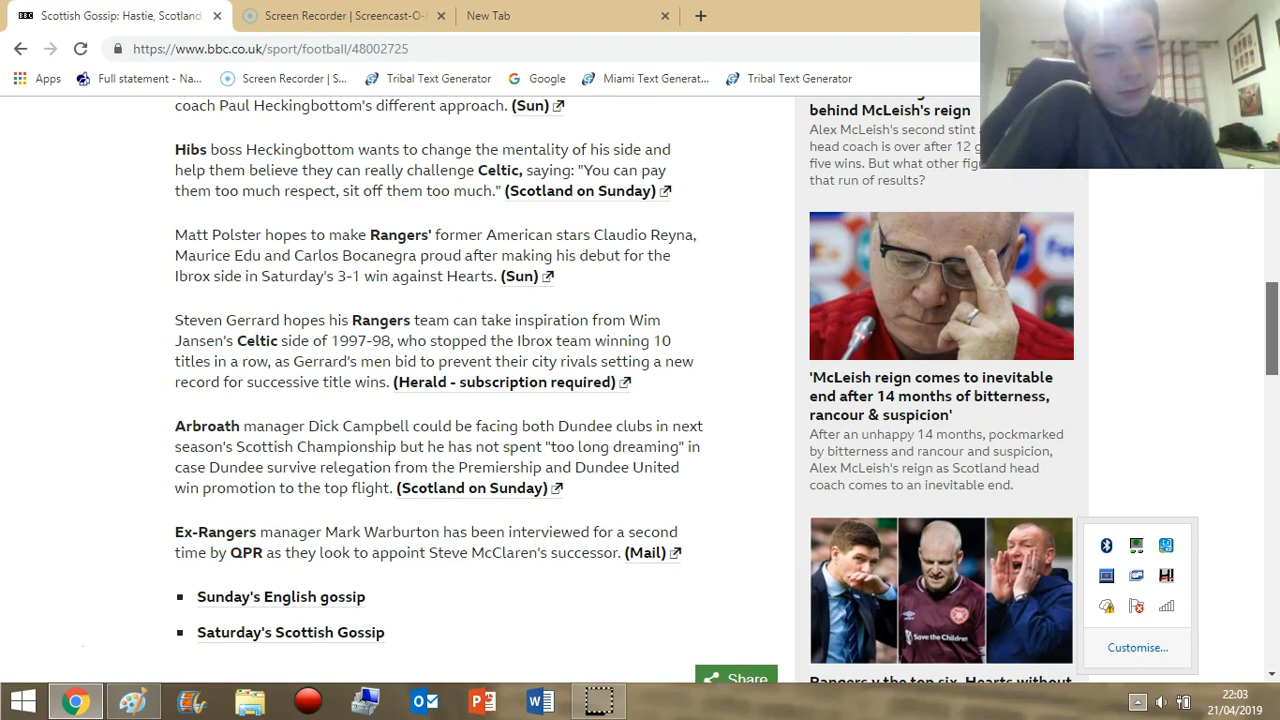 Scottish Gossip: Hastie, Scotland,
Screen Recorder | Screencast-O-
New Tab
https://www.bbc.co.uk/sport/football/48002725
Apps
Full statement - Na...
Screen Recorder | S...
Tribal Text Generator
Google
Miami Text Generat...
Tribal Text Generator
coach Paul Heckingbottom's different approach. (Sun)
Hibs boss Heckingbottom wants to change the mentality of his side and
help them believe they can really challenge Celtic, saying: "You can pay
them too much respect, sit off them too much." (Scotland on Sunday)
Matt Polster hopes to make Rangers' former American stars Claudio Reyna,
Maurice Edu and Carlos Bocanegra proud after making his debut for the
Ibrox side in Saturday's 3-1 win against Hearts. (Sun)
Steven Gerrard hopes his Rangers team can take inspiration from Wim
Jansen's Celtic side of 1997-98, who stopped the Ibrox team winning 10
titles in a row, as Gerrard's men bid to prevent their city rivals setting a new
record for successive title wins. (Herald - subscription required)
Arbroath manager Dick Campbell could be facing both Dundee clubs in next
season's Scottish Championship but he has not spent "too long dreaming" in
case Dundee survive relegation from the Premiership and Dundee United
win promotion to the top flight. (Scotland on Sunday)
Ex-Rangers manager Mark Warburton has been interviewed for a second
time by QPR as they look to appoint Steve McClaren's successor. (Mail)
Sunday's English gossip
Saturday's Scottish Gossip
Share
behind McLeish's reign
Alex McLeish's second stint
head coach is over after 12 g
five wins. But what other fig
that run of results?
'McLeish reign comes to inevitable
end after 14 months of bitterness,
rancour & suspicion'
After an unhappy 14 months, pockmarked
by bitterness and rancour and suspicion,
Alex McLeish's reign as Scotland head
coach comes to an inevitable end.
Save the Children
Rangers v the top six, Hearts without
Customise...
22:03
21/04/2019